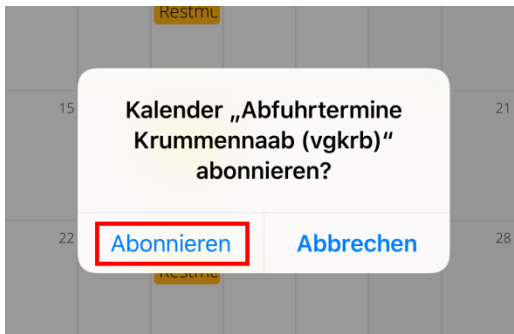 Restmü
15
Kalender „Abfuhrtermine
21
Krummennaab (vgkrb)“
abonnieren?
22
Abonnieren
Abbrechen
28